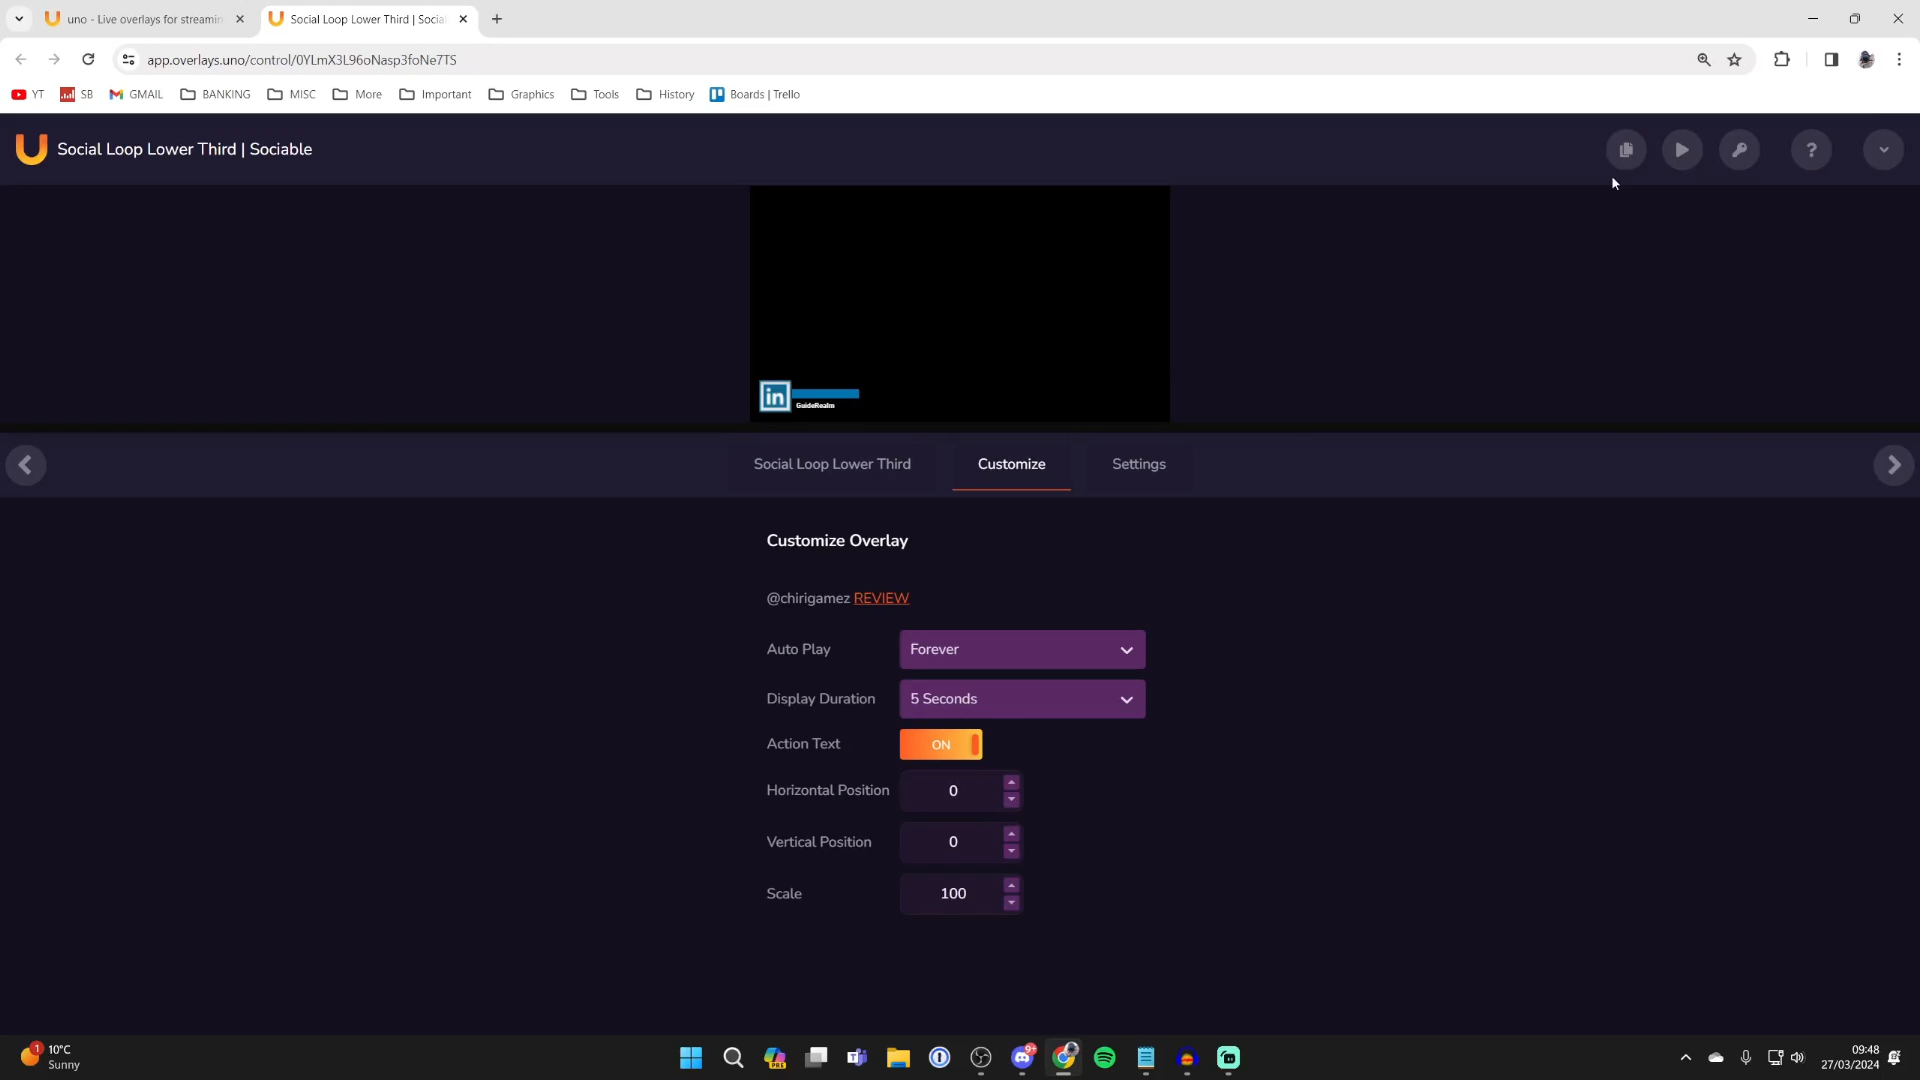 uno - Live overlays for streamin
Social Loop Lower Third | Socia
app.overlays.uno/control/0YLmX3L96oNasp3foNe7TS
YT
SB
GMAIL
BANKING
MISC
More
Important
Graphics
Tools
History
Boards | Trello
Social Loop Lower Third | Sociable
?
in
GuideRealm
Social Loop Lower Third
Customize
Settings
Customize Overlay
@chirigamez REVIEW
Auto Play
Forever
Display Duration
5 Seconds
Action Text
ON
Horizontal Position
0
Vertical Position
0
Scale
100
1
10°C
Sunny
PRE
9+
09:48
27/03/2024